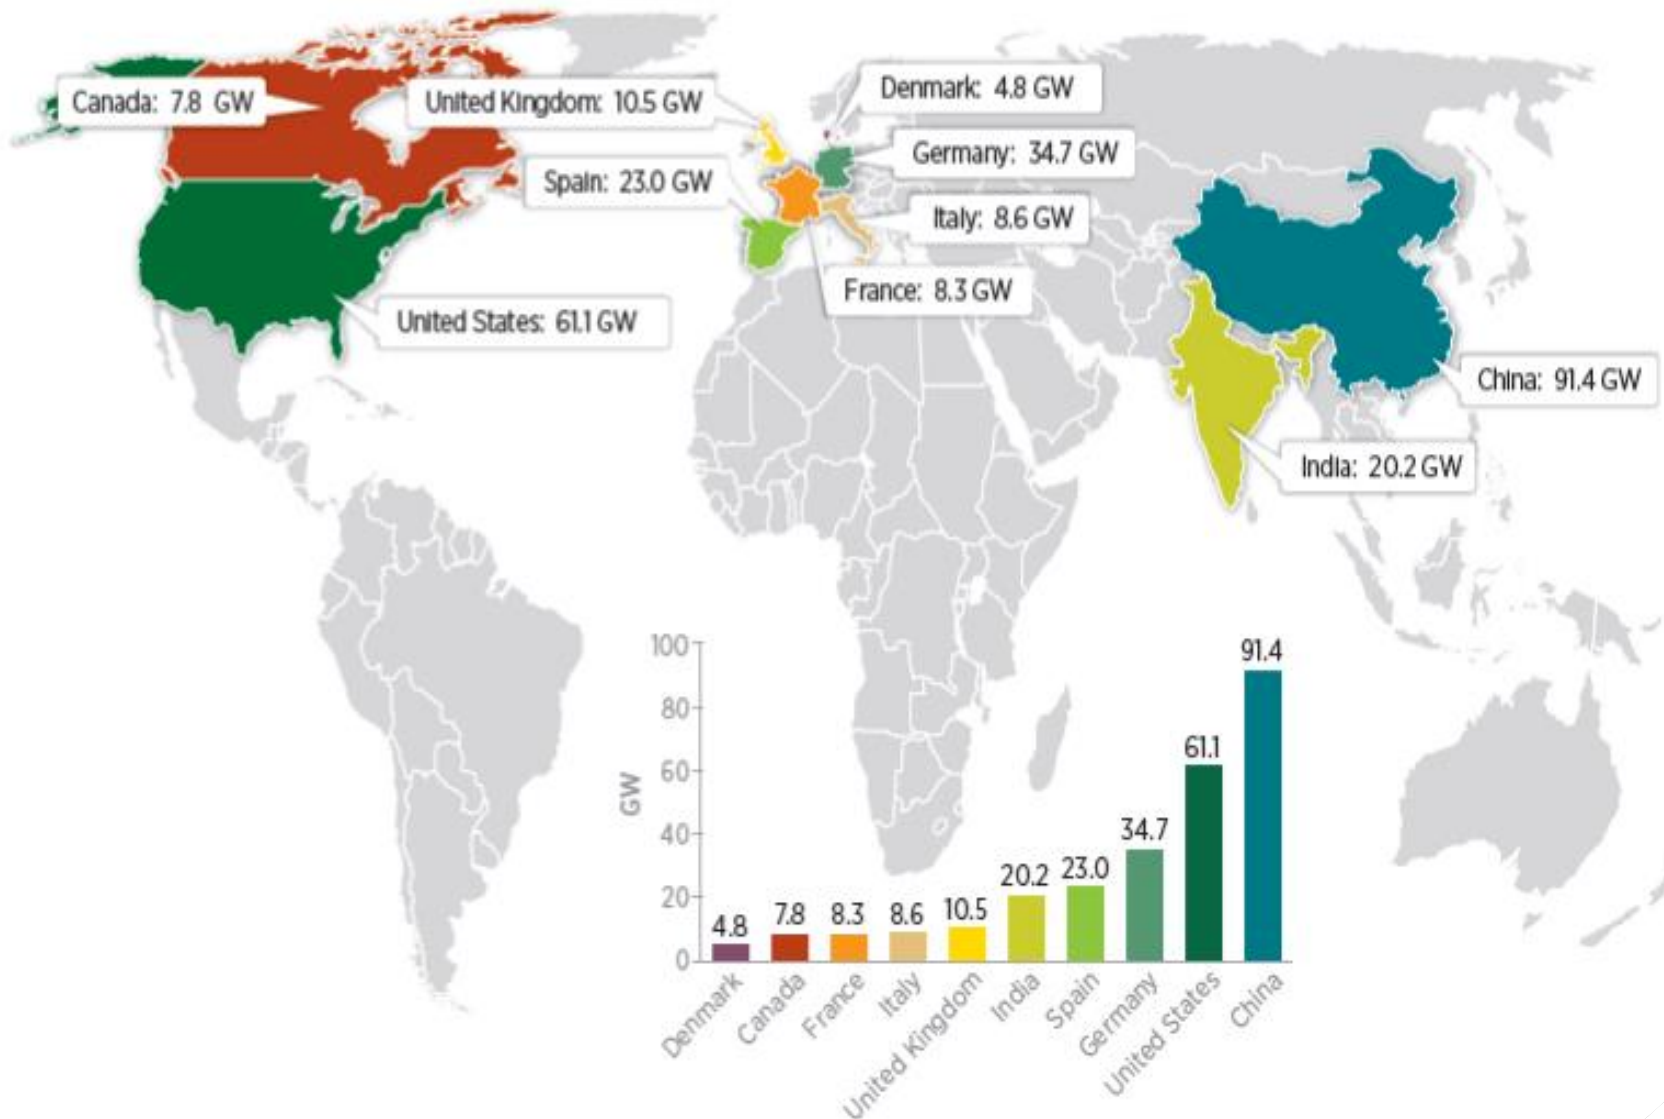 Canada: 7.8 GW
United Kingdom: 10.5 GW
Denmark: 4.8 GW
Germany: 34.7 GW
Spain: 23.0 GW
Italy: 8.6 GW
France: 8.3 GW
United States: 61.1 GW
China: 91.4 GW
India: 20.2 GW
GW
100
80
60
40
20
0
4.8
7.8
8.3
8.6
10.5
20.2
23.0
34.7
61.1
91.4
Denmark
Canada
France
Italy
United Kingdom
India
Spain
Germany
United States
China